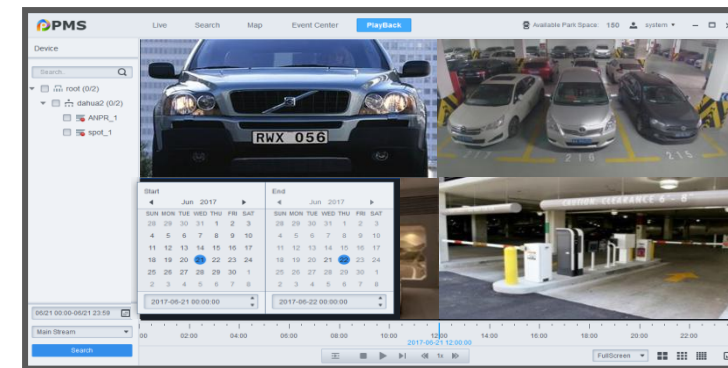 PMS
Live Search Map Event Center PlayBack Available Park Space: 160 system
Device
Search..
root (0/2)
dahua2 (0/2)
ANPR_1
spot_1
RWX 056
217 216 215
CAUTION: CLEARANCE 6'- 6"
Start End
Jun 2017 Jun 2017
SUN MON TUE WED THU FRI SAT SUN MON TUE WED THU FRI SAT
28 29 30 31 1 2 3 28 29 30 31 1 2 3
4 5 6 7 8 9 10 4 5 6 7 8 9 10
11 12 13 14 15 16 17 11 12 13 14 15 16 17
18 19 20 21 22 23 24 18 19 20 21 22 23 24
25 26 27 28 29 30 1 25 26 27 28 29 30 1
2 3 4 5 6 7 8 2 3 4 5 6 7 8
2017-06-21 00:00:00 2017-06-22 00:00:00
06/21 00:00-06/21 23:59
Main Stream
Search
00 02:00 04:00 06:00 08:00 10:00 12:00 14:00 16:00 18:00 20:00 22:00
2017-06-21 12:00:00
1x
FullScreen